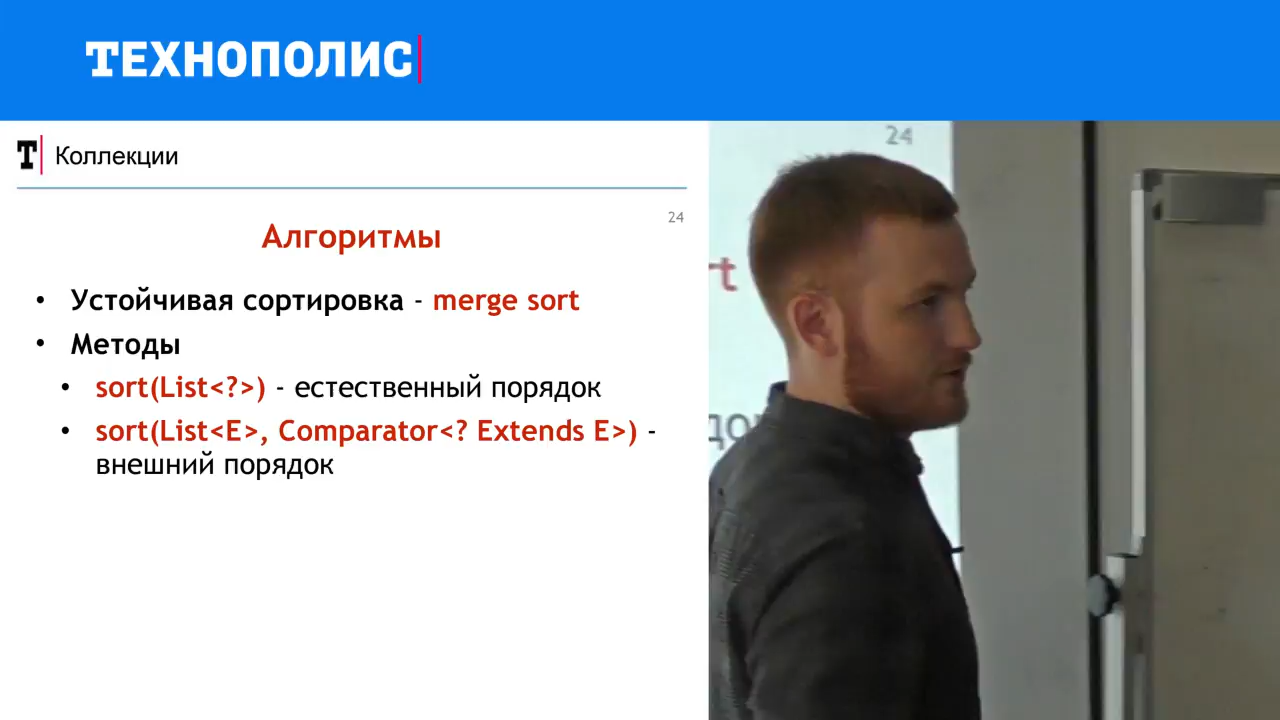 ТЕХНОПОЛИС
Т Коллекции
24
24
Алгоритмы
• Устойчивая сортировка - merge sort
• Методы
• sort(List<?>) - естественный порядок
• sort(List<E>, Comparator<? Extends E>) -
внешний порядок
rt